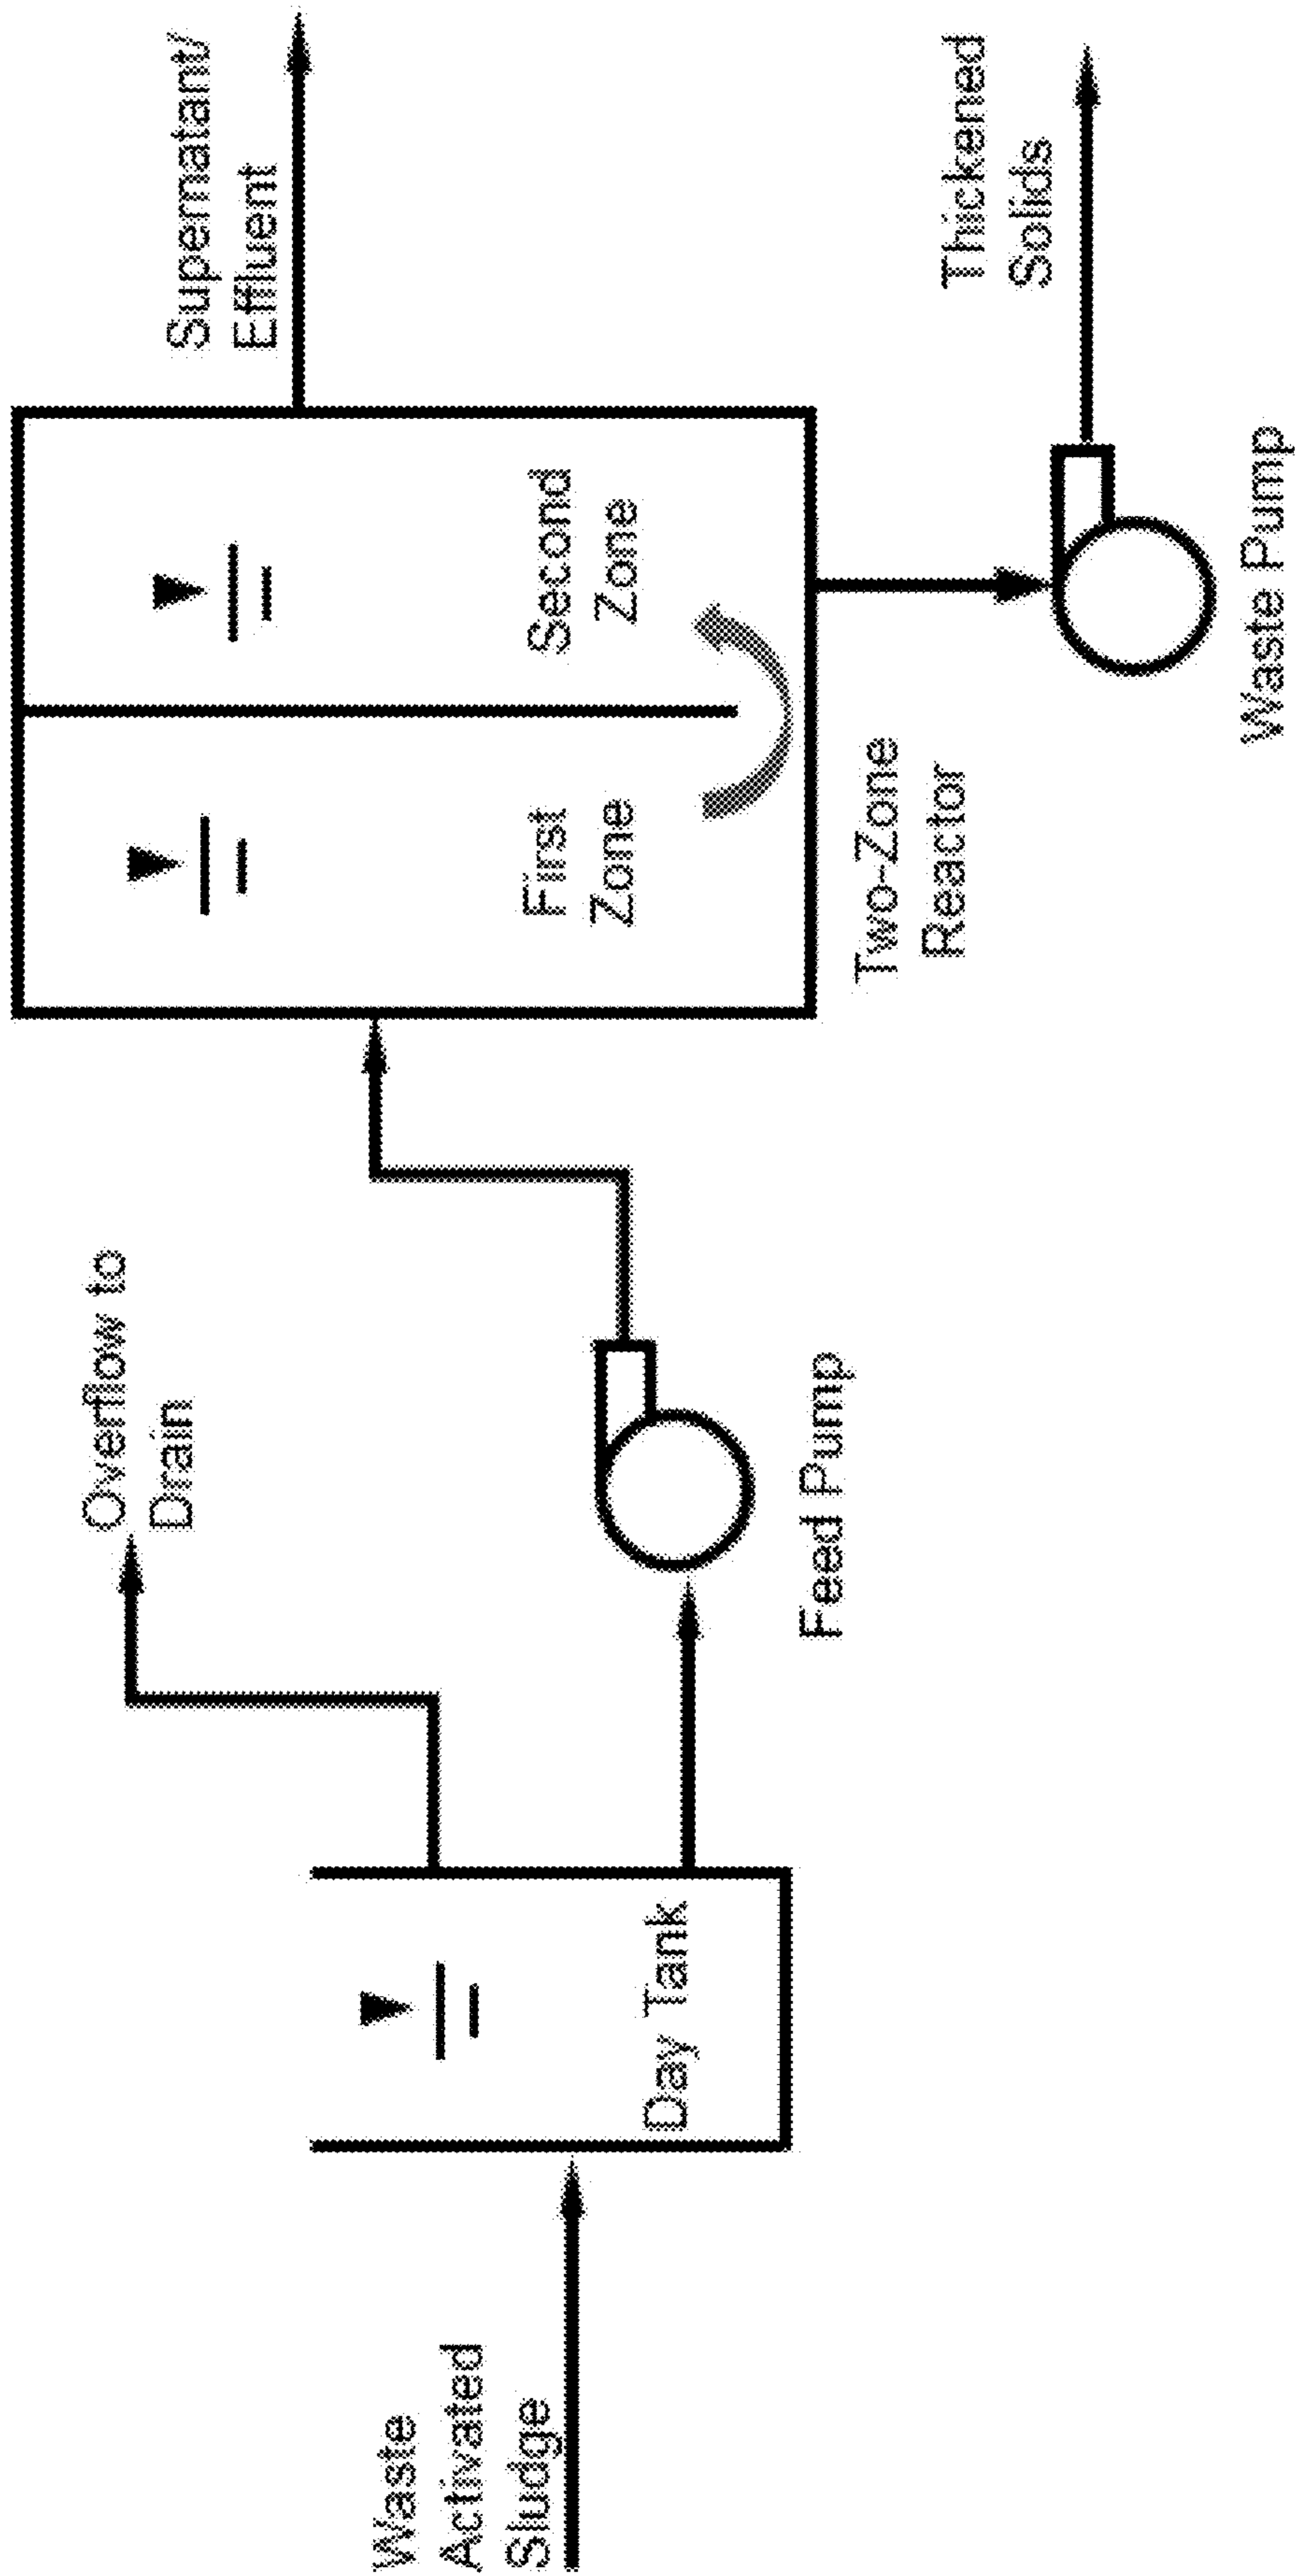 Waste
Activated
Sludge
Day Tank
Overflow to
Drain
Feed Pump
First
Zone
Second
Zone
Two-Zone
Reactor
Supernatant/
Effluent
Thickened
Solids
Waste Pump